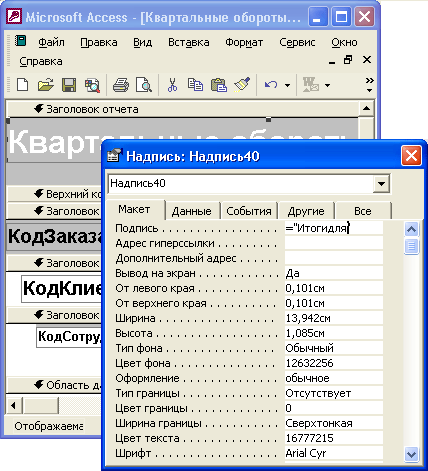 Microsoft Access - [Квартальные обороты...
Файл Правка Вид Вставка Формат Сервис Окно
Справка
Заголовок отчета
Квартальные обороты
Верхний ко
Заголовок
КодЗаказа
Заголовок
КодКлие
Заголовок
КодСотруд
Область да
Отображаема
Надпись: Надпись40
Надпись40
Макет Данные События Другие Все
Подпись . . . . . . . . . . . . . ="Итогидля
Адрес гиперссылки . . . . . .
Дополнительный адрес . . .
Вывод на экран . . . . . . . . . Да
От левого края . . . . . . . . . 0,101см
От верхнего края . . . . . . . 0,101см
Ширина . . . . . . . . . . . . . . 13,942см
Высота . . . . . . . . . . . . . . 1,085см
Тип фона . . . . . . . . . . . . . Обычный
Цвет фона . . . . . . . . . . . . 12632256
Оформление . . . . . . . . . . . обычное
Тип границы . . . . . . . . . . . Отсутствует
Цвет границы . . . . . . . . . . 0
Ширина границы . . . . . . . . Сверхтонкая
Цвет текста . . . . . . . . . . . 16777215
Шрифт . . . . . . . . . . . . . . Arial Cyr